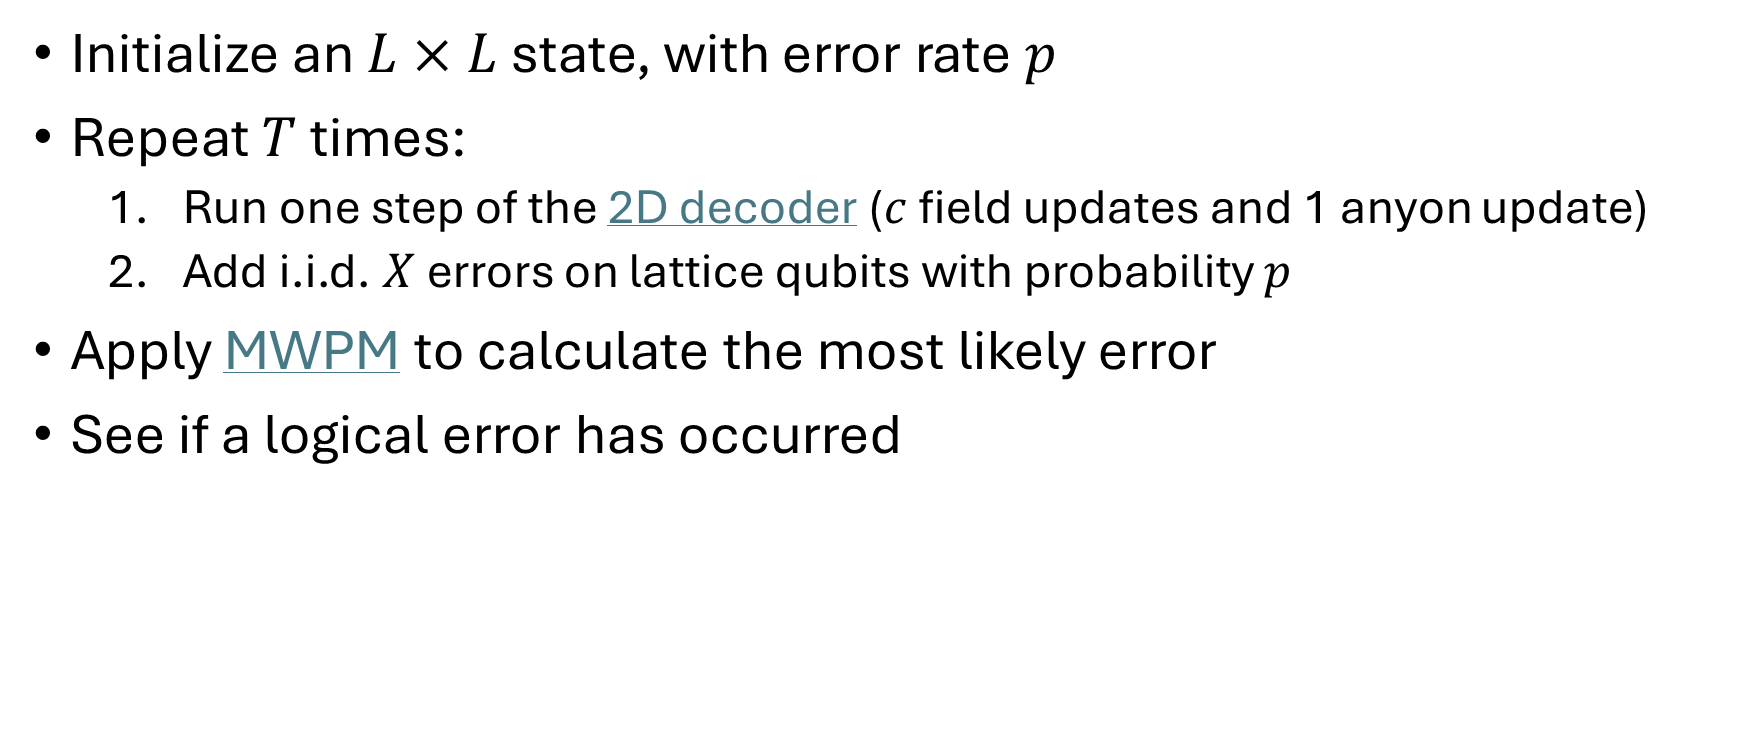 • Initialize an L × L state, with error rate p
• Repeat T times:
1. Run one step of the 2D decoder (c field updates and 1 anyon update)
2. Add i.i.d. X errors on lattice qubits with probability p
• Apply MWPM to calculate the most likely error
• See if a logical error has occurred